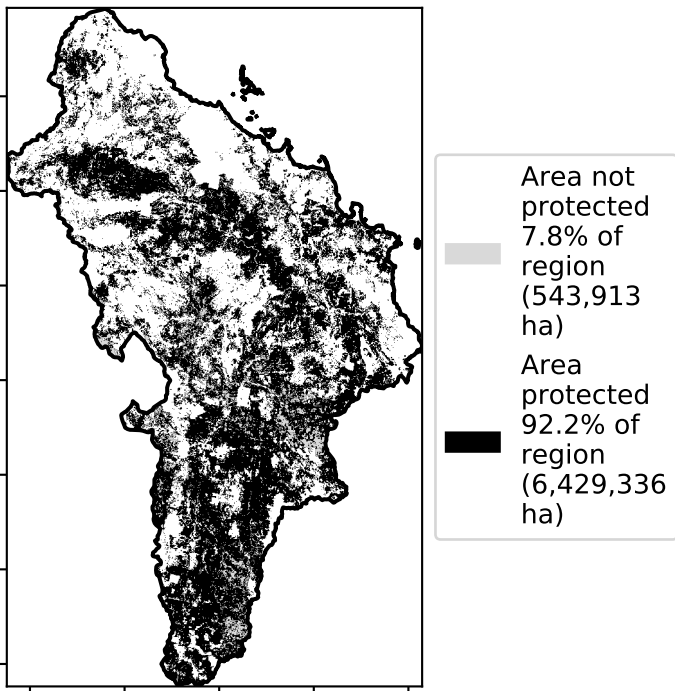 Area not
protected
7.8% of
region
(543,913
ha)
Area
protected
92.2% of
region
(6,429,336
ha)